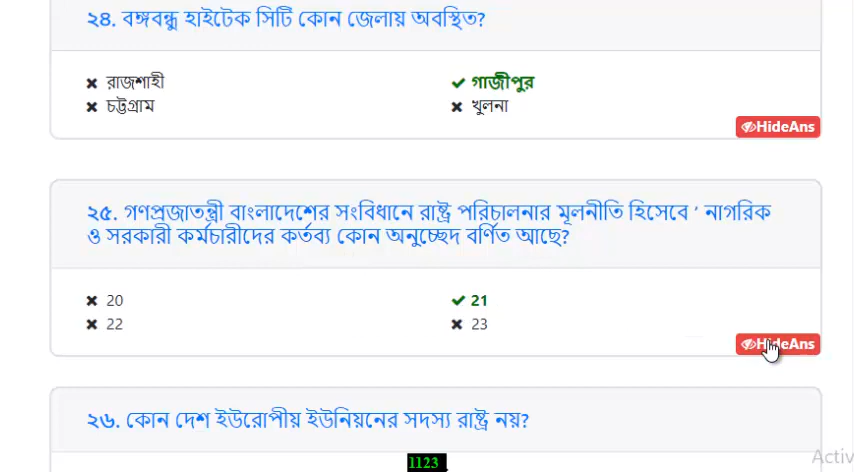 ২৪. বঙ্গবন্ধু হাইটেক সিটি কোন জেলায় অবস্থিত?
✖ রাজশাহী ✔ গাজীপুর
✖ চট্টগ্রাম ✖ খুলনা
HideAns
২৫. গণপ্রজাতন্ত্রী বাংলাদেশের সংবিধানে রাষ্ট্র পরিচালনার মূলনীতি হিসেবে ’ নাগরিক
ও সরকারী কর্মচারীদের কর্তব্য কোন অনুচ্ছেদ বর্ণিত আছে?
✖ 20 ✔ 21
✖ 22 ✖ 23
HideAns
২৬. কোন দেশ ইউরোপীয় ইউনিয়নের সদস্য রাষ্ট্র নয়?
1123
Activ